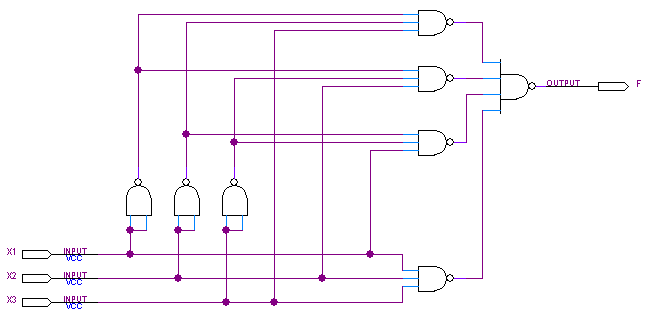 OUTPUT F
X1 INPUT
VCC
X2 INPUT
VCC
X3 INPUT
VCC